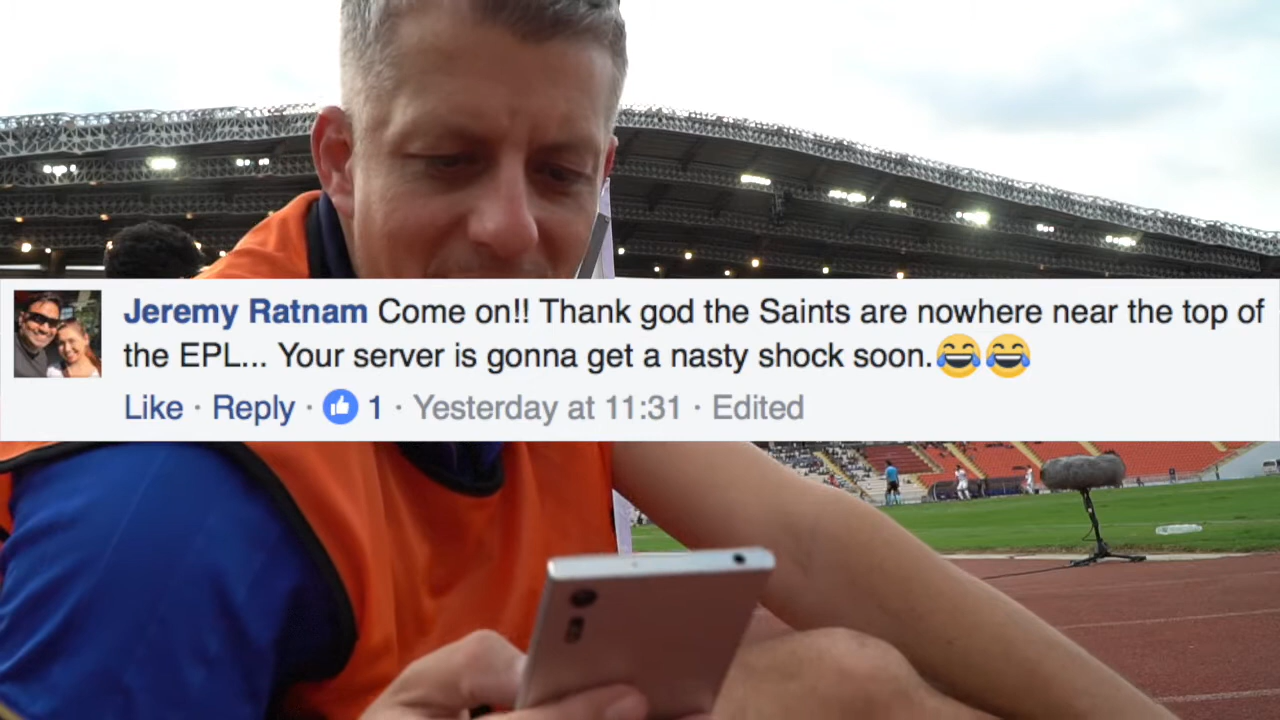 Jeremy Ratnam Come on!! Thank god the Saints are nowhere near the top of
the EPL... Your server is gonna get a nasty shock soon.😂😂
Like · Reply · 1 · Yesterday at 11:31 · Edited